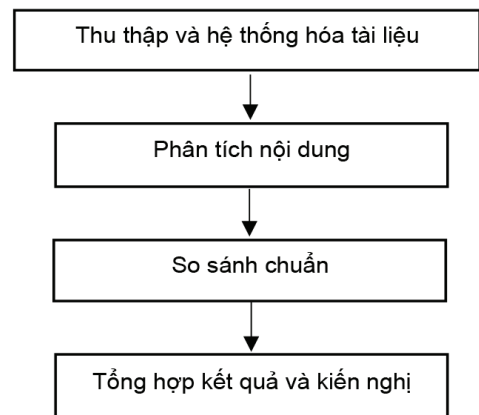 Thu thập và hệ thống hóa tài liệu
Phân tích nội dung
So sánh chuẩn
Tổng hợp kết quả và kiến nghị